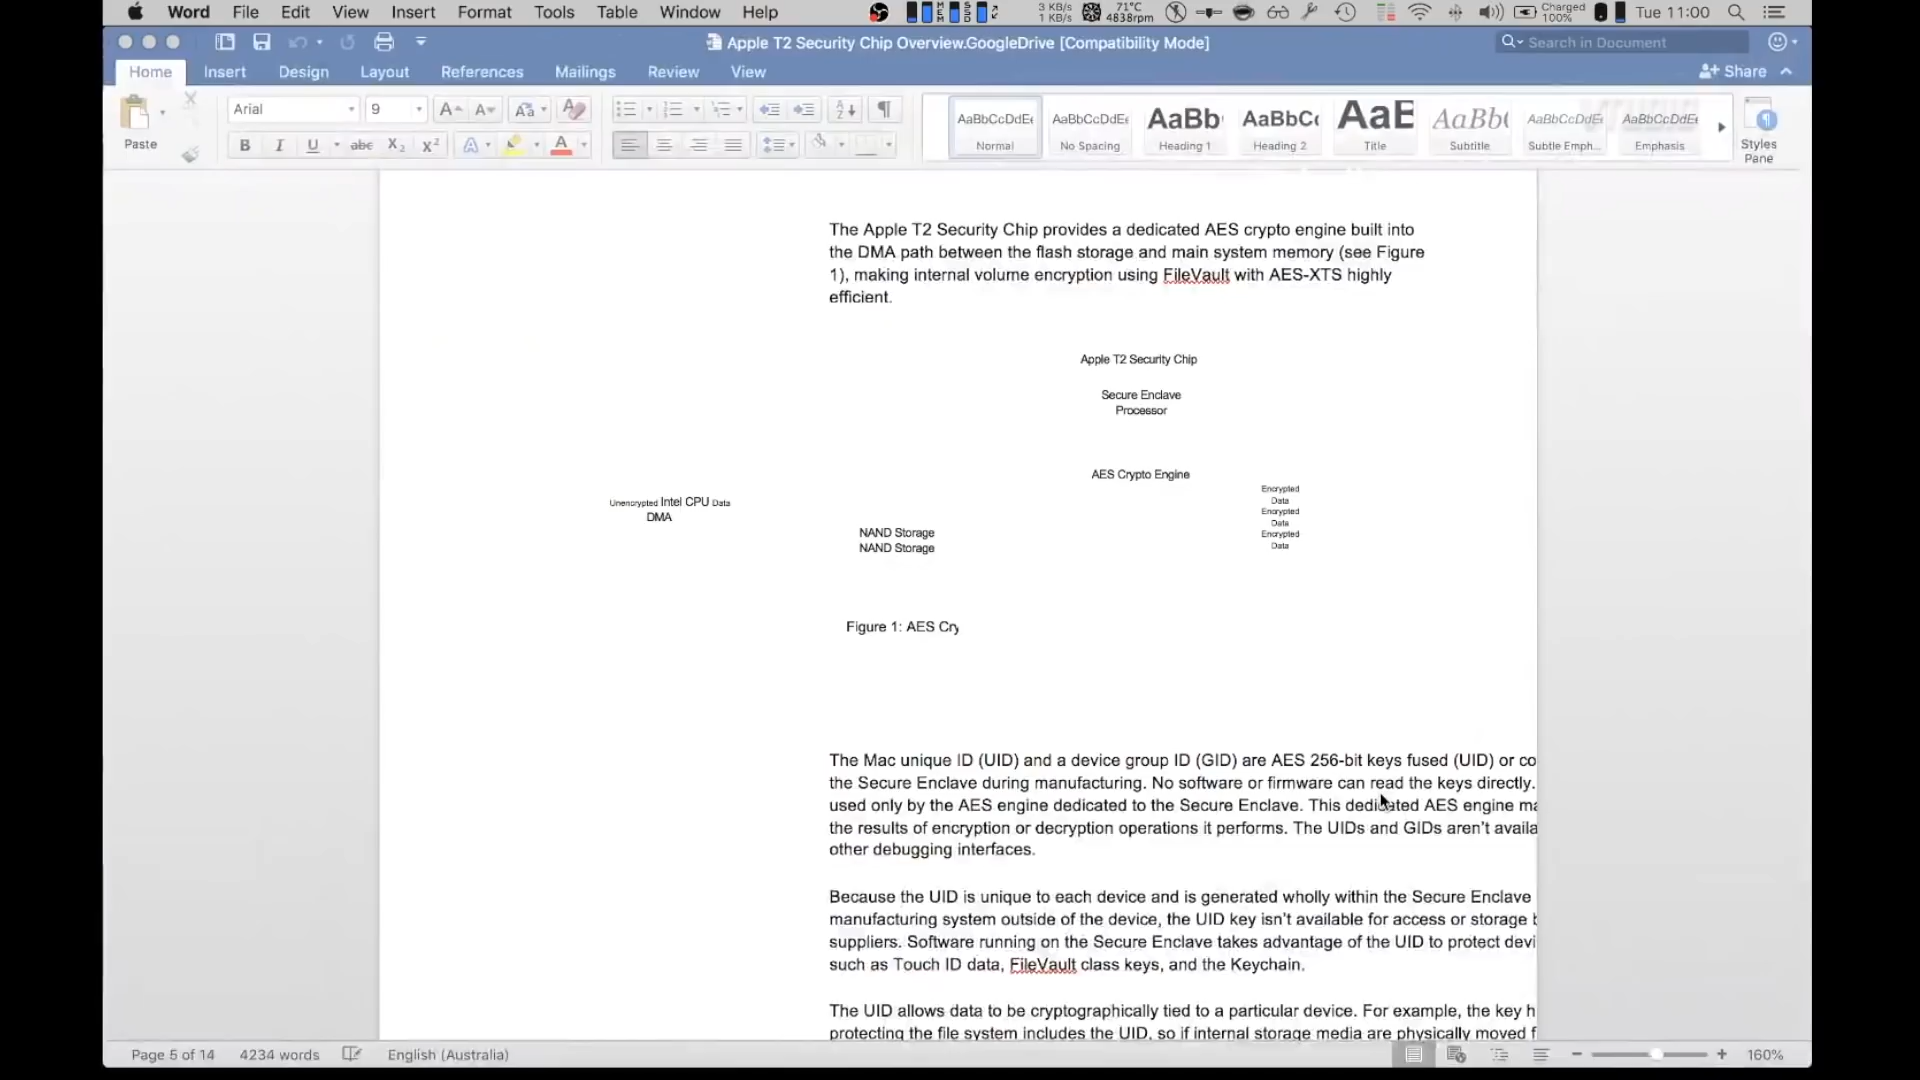 Word File Edit View Insert Format Tools Table Window Help 3 KB/s 1 KB/s 71°C 4838rpm Charged 100% Tue 11:00
Apple T2 Security Chip Overview.GoogleDrive [Compatibility Mode] Search in Document
Home Insert Design Layout References Mailings Review View Share
Paste Arial 9
AaBbCcDdEe AaBbCcDdEe AaBb AaBbCc AaB AaBb AaBbCcDdEe AaBbCcDdEe
Normal No Spacing Heading 1 Heading 2 Title Subtitle Subtle Emph... Emphasis Styles Pane
The Apple T2 Security Chip provides a dedicated AES crypto engine built into
the DMA path between the flash storage and main system memory (see Figure
1), making internal volume encryption using FileVault with AES-XTS highly
efficient.
Apple T2 Security Chip
Secure Enclave
Processor
AES Crypto Engine
Unencrypted Intel CPU Data
DMA
Encrypted
Data
Encrypted
Data
Encrypted
Data
NAND Storage
NAND Storage
Figure 1: AES Cry
The Mac unique ID (UID) and a device group ID (GID) are AES 256-bit keys fused (UID) or co
the Secure Enclave during manufacturing. No software or firmware can read the keys directly.
used only by the AES engine dedicated to the Secure Enclave. This dedicated AES engine ma
the results of encryption or decryption operations it performs. The UIDs and GIDs aren't availa
other debugging interfaces.
Because the UID is unique to each device and is generated wholly within the Secure Enclave
manufacturing system outside of the device, the UID key isn't available for access or storage b
suppliers. Software running on the Secure Enclave takes advantage of the UID to protect devi
such as Touch ID data, FileVault class keys, and the Keychain.
The UID allows data to be cryptographically tied to a particular device. For example, the key h
protecting the file system includes the UID, so if internal storage media are physically moved f
Page 5 of 14 4234 words English (Australia) 160%